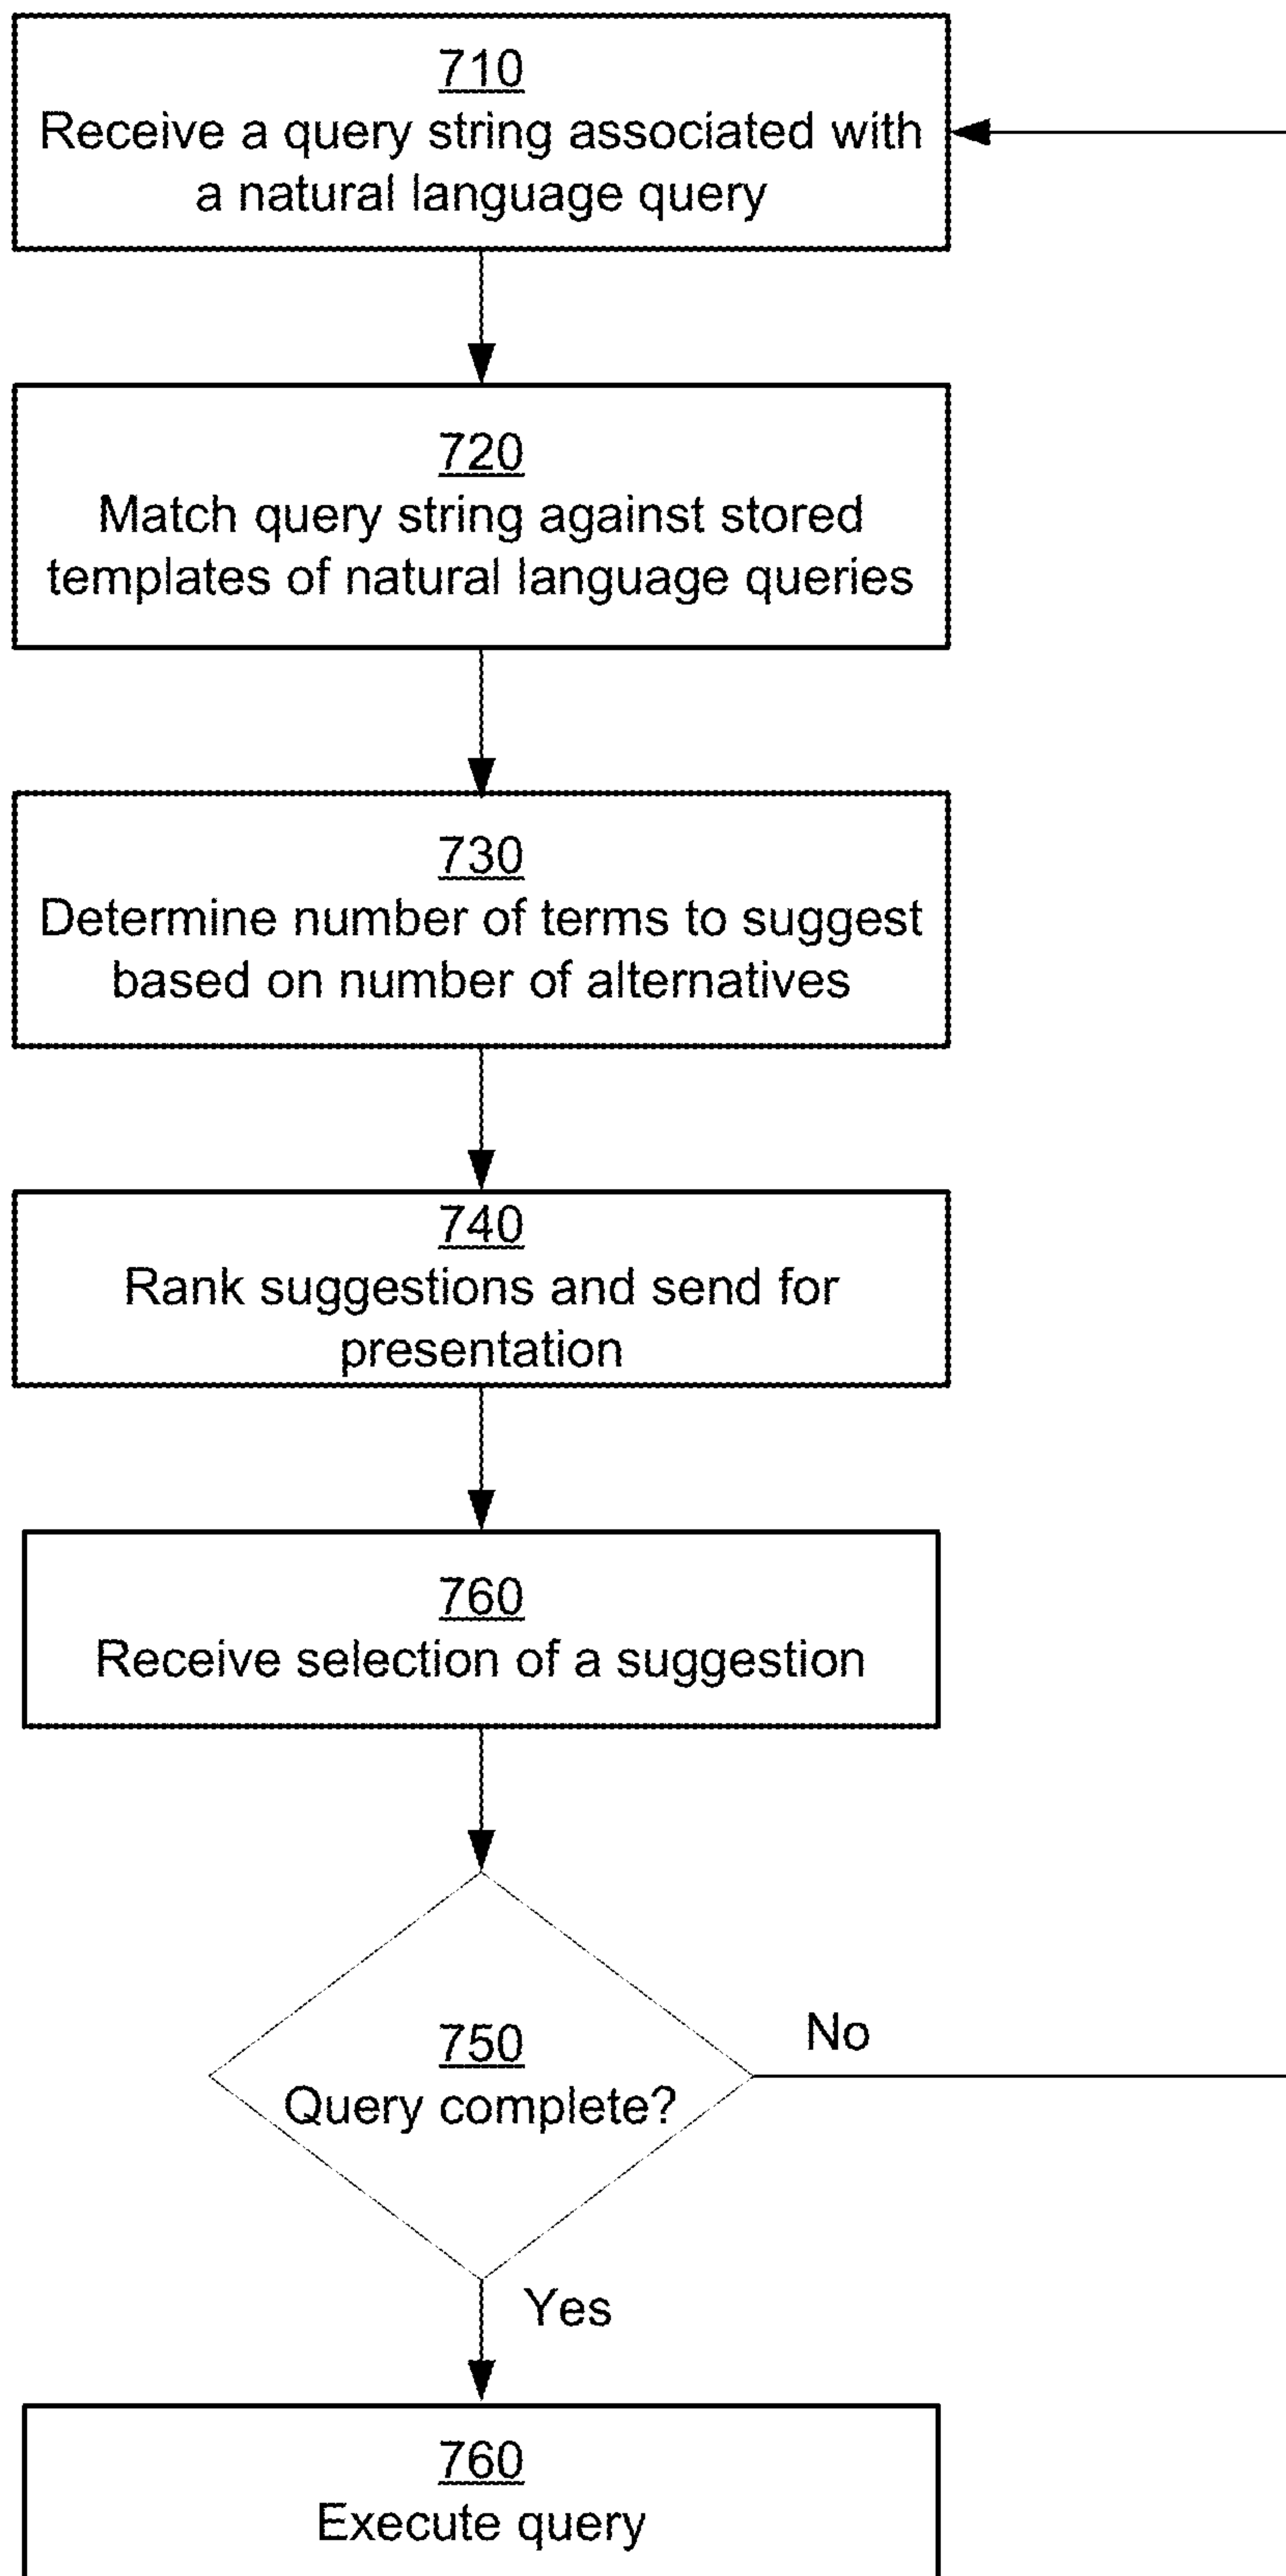 710
Receive a query string associated with
a natural language query
720
Match query string against stored
templates of natural language queries
730
Determine number of terms to suggest
based on number of alternatives
740
Rank suggestions and send for
presentation
760
Receive selection of a suggestion
750
Query complete?
No
Yes
760
Execute query